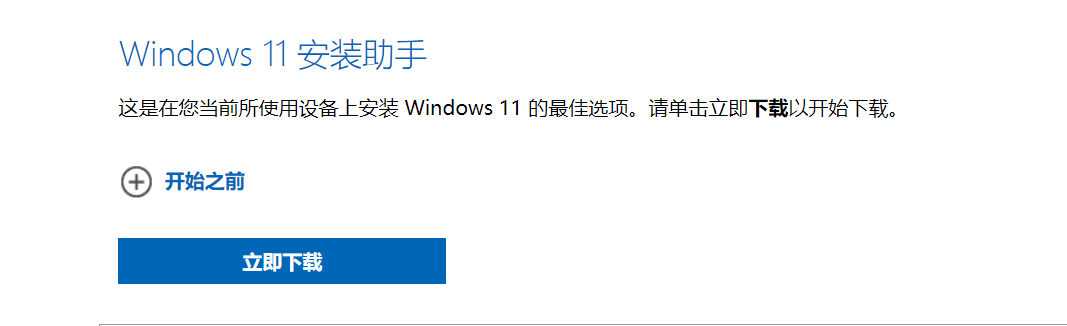 Windows 11 安装助手
这是在您当前所使用设备上安装 Windows 11 的最佳选项。请单击立即下载以开始下载。
开始之前
立即下载